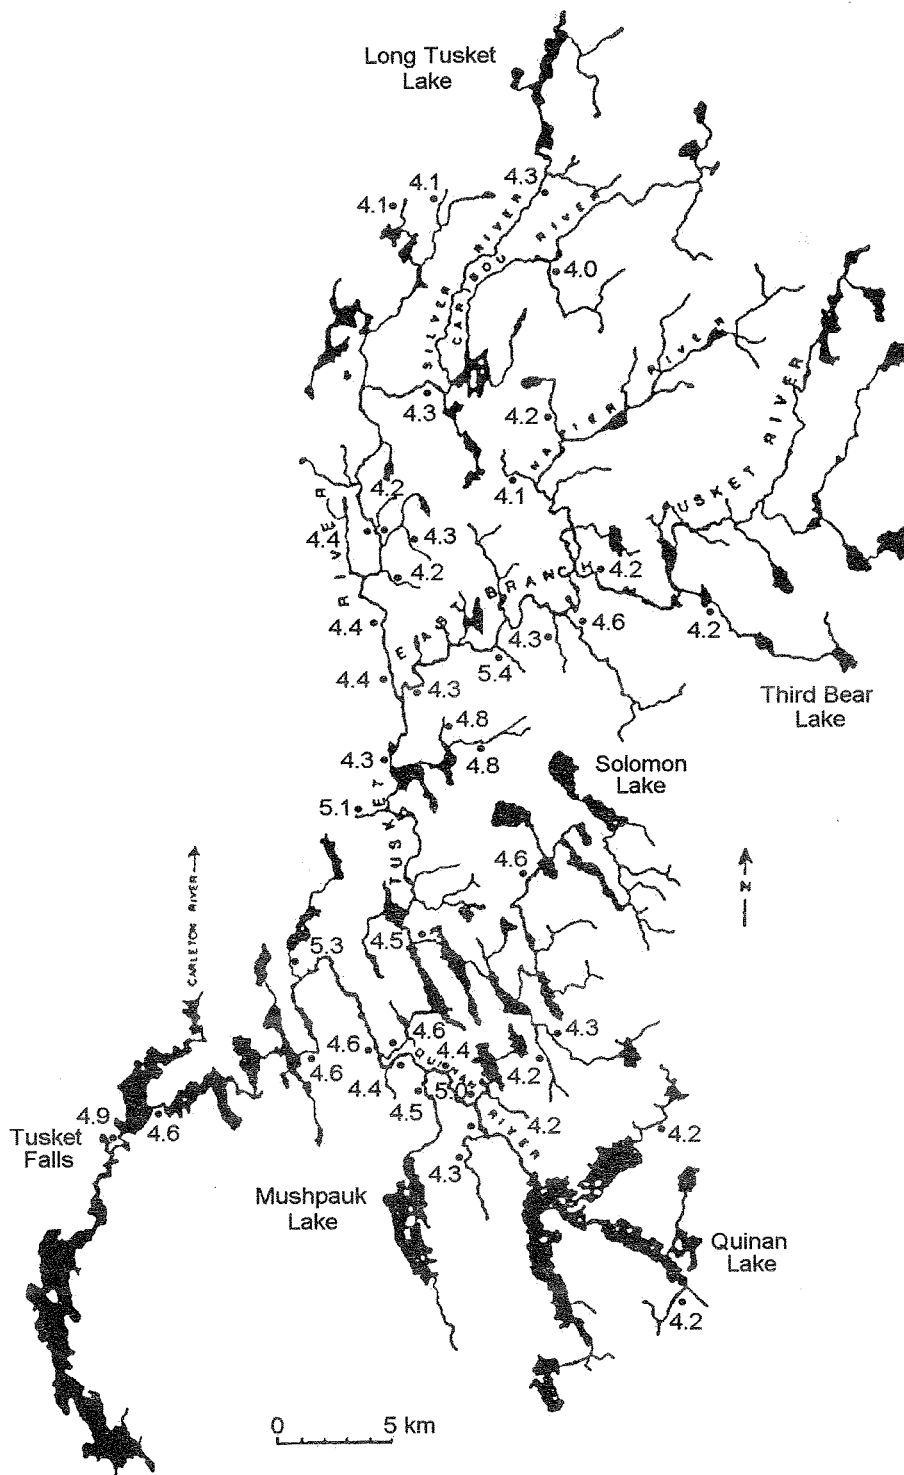 Long Tusket
Lake
4.3
4.1
4.1
SILVER RIVER
CARIBOU RIVER
4.0
4.3
4.2
NAPIER RIVER
4.1
TUSKET RIVER
4.2
4.4
4.3
4.2
4.2
RIVER
EAST BRANCH
4.4
4.6
4.3
4.2
5.4
4.4
4.3
Third Bear
Lake
4.8
4.3
4.8
Solomon
Lake
5.1
TUSKET
4.6
N
CARLETON RIVER
5.3
4.5
4.3
4.6
4.6
4.4
4.6
4.4
4.2
QUINAN RIVER
5.0
4.5
4.2
4.9
4.6
4.2
Tusket
Falls
4.3
Mushpauk
Lake
Quinan
Lake
4.2
0 5 km